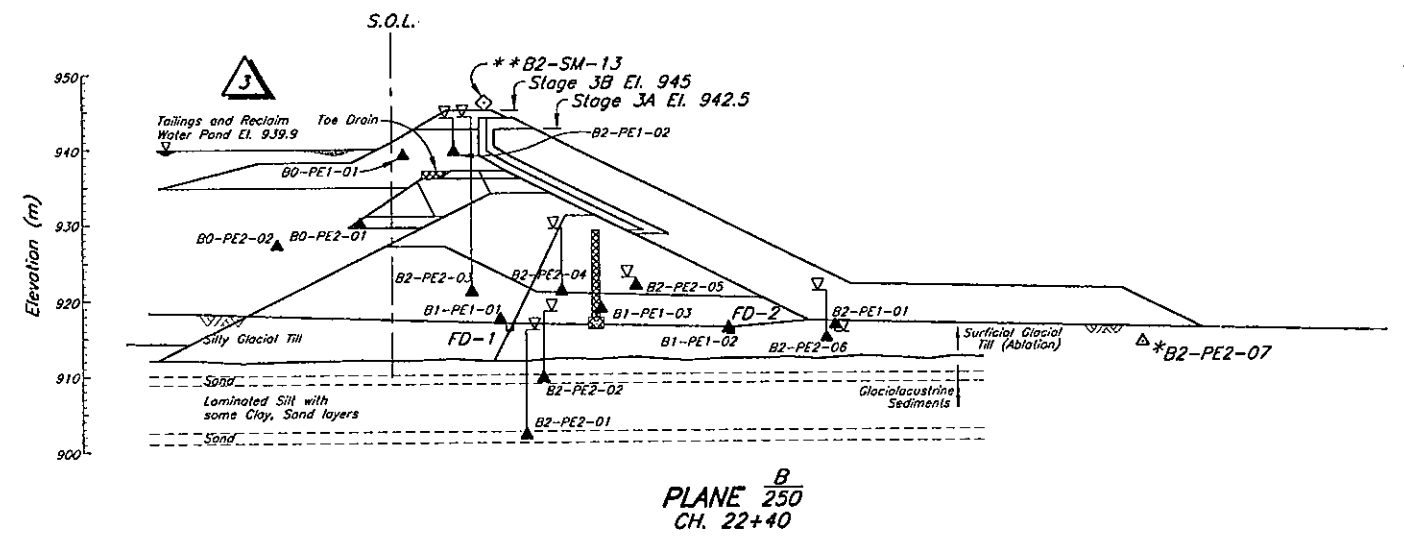 S.O.L.
3
**B2-SM-13
Stage 3B El. 945
Stage 3A El. 942.5
950
Tailings and Reclaim
Water Pond El. 939.9
Toe Drain
B2-PE1-02
940
B0-PE1-01
930
B0-PE2-02
B0-PE2-01
Elevation (m)
B2-PE2-03
B2-PE2-04
B2-PE2-05
920
B1-PE1-01
B1-PE1-03
FD-2
B2-PE1-01
Silty Glacial Till
FD-1
B1-PE1-02
B2-PE2-06
Surficial Glacial
Till (Ablation)
*B2-PE2-07
910
Sand
B2-PE2-02
Laminated Silt with
some Clay, Sand layers
Glaciolacustrine
Sediments
B2-PE2-01
Sand
900
PLANE B
250
CH. 22+40